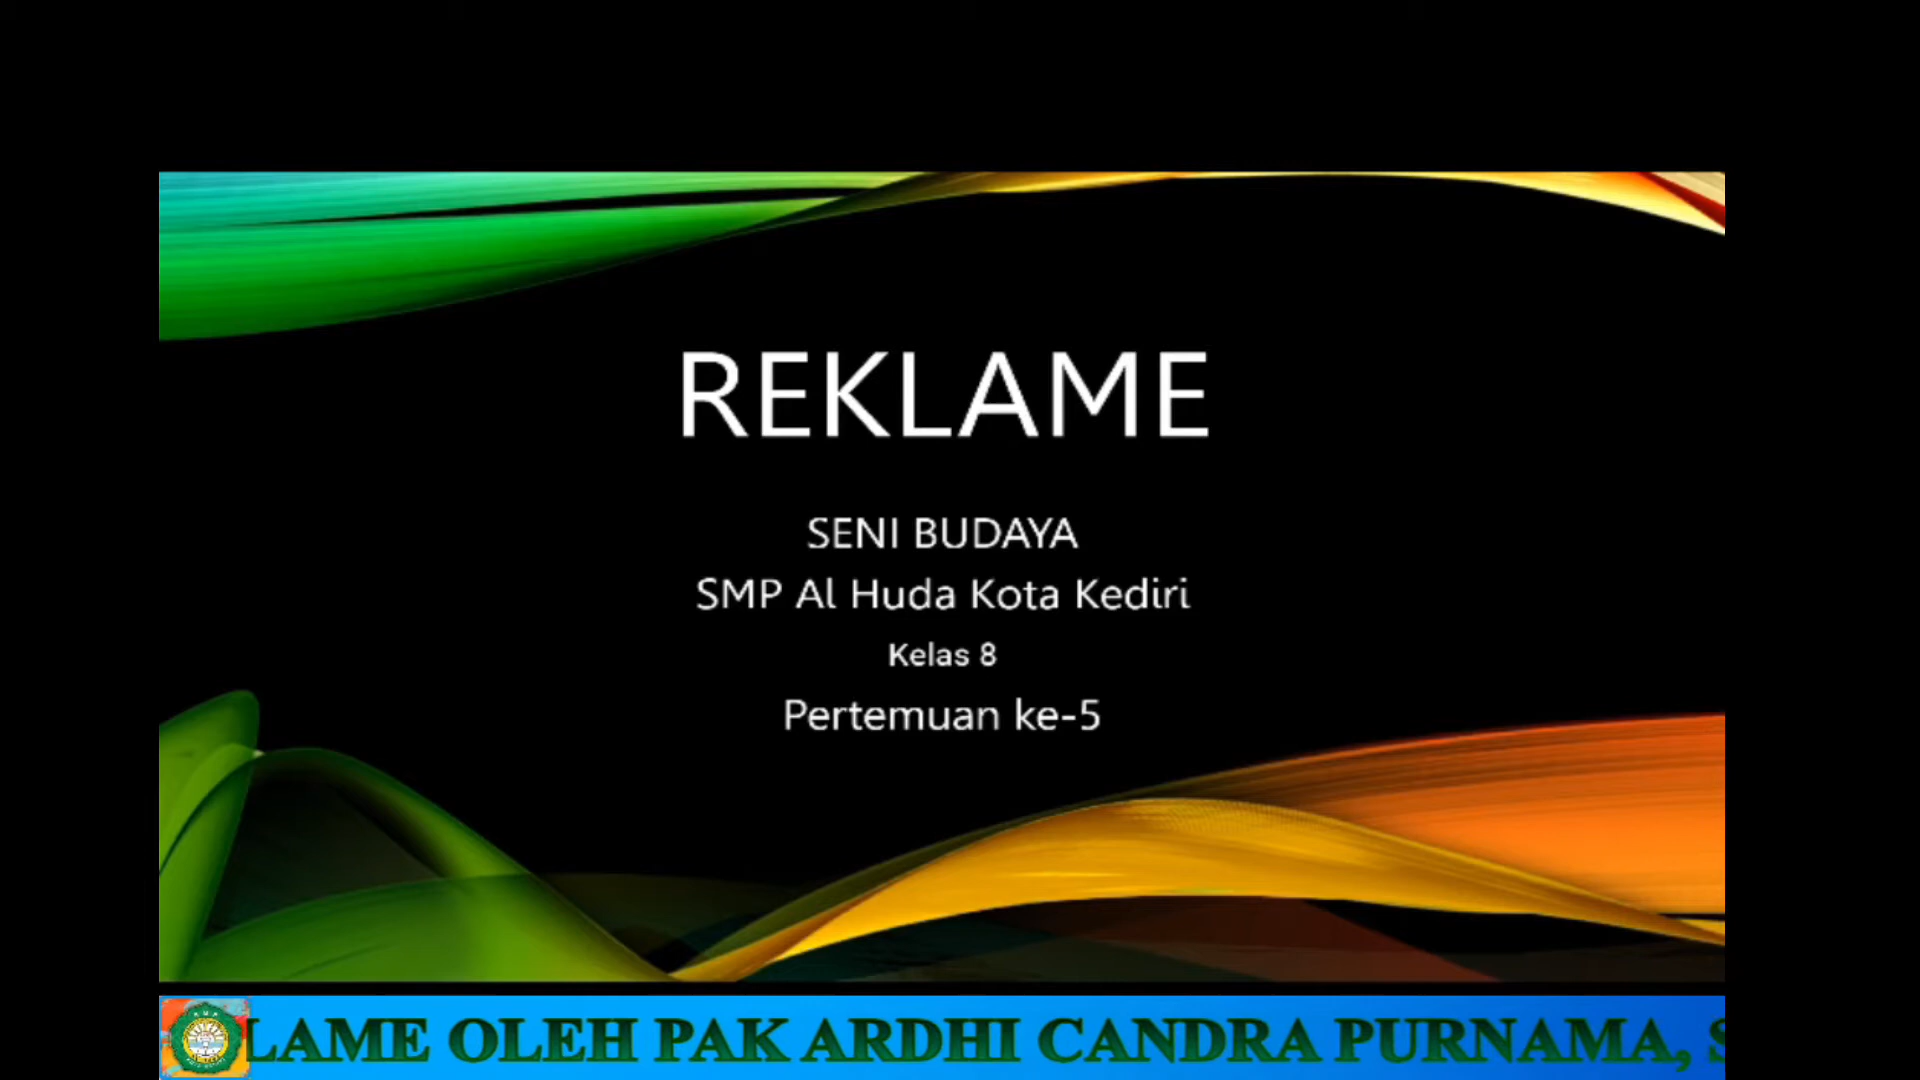 REKLAME
SENI BUDAYA
SMP Al Huda Kota Kediri
Kelas 8
Pertemuan ke-5
LAME OLEH PAK ARDHI CANDRA PURNAMA, S